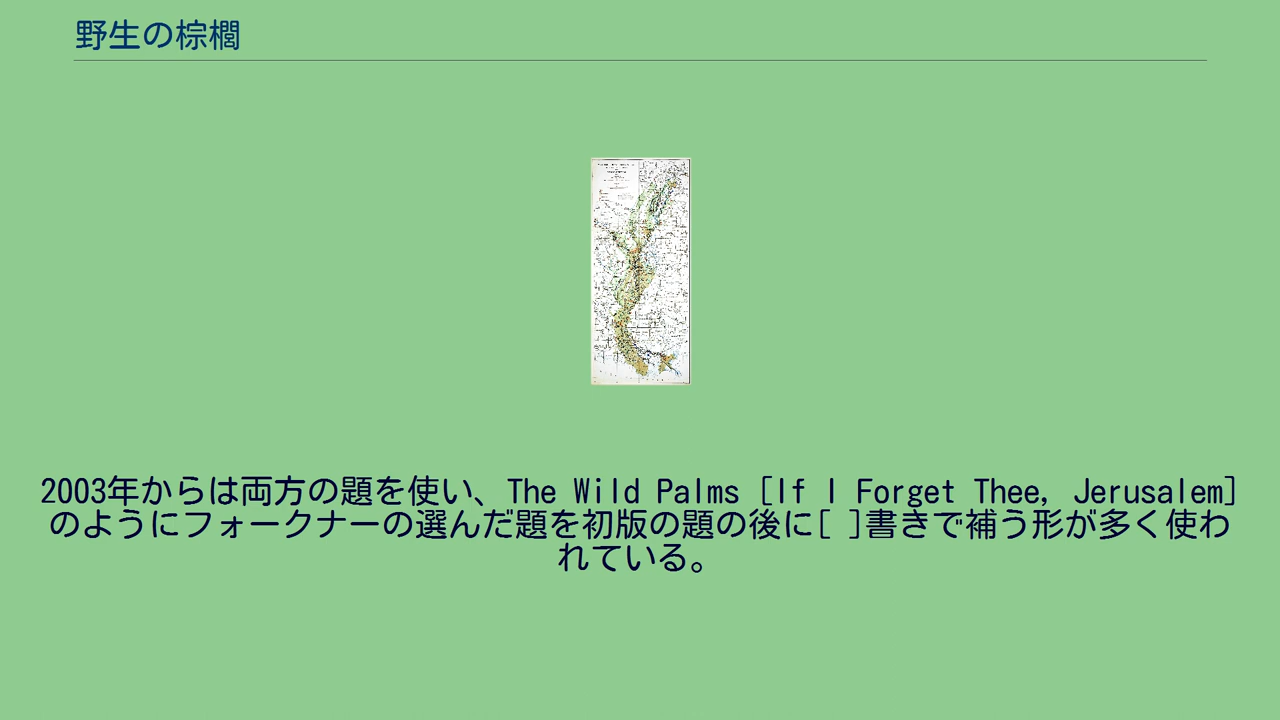 野生の棕櫚
2003年からは両方の題を使い、The Wild Palms [If I Forget Thee, Jerusalem]
のようにフォークナーの選んだ題を初版の題の後に[ ]書きで補う形が多く使わ
れている。